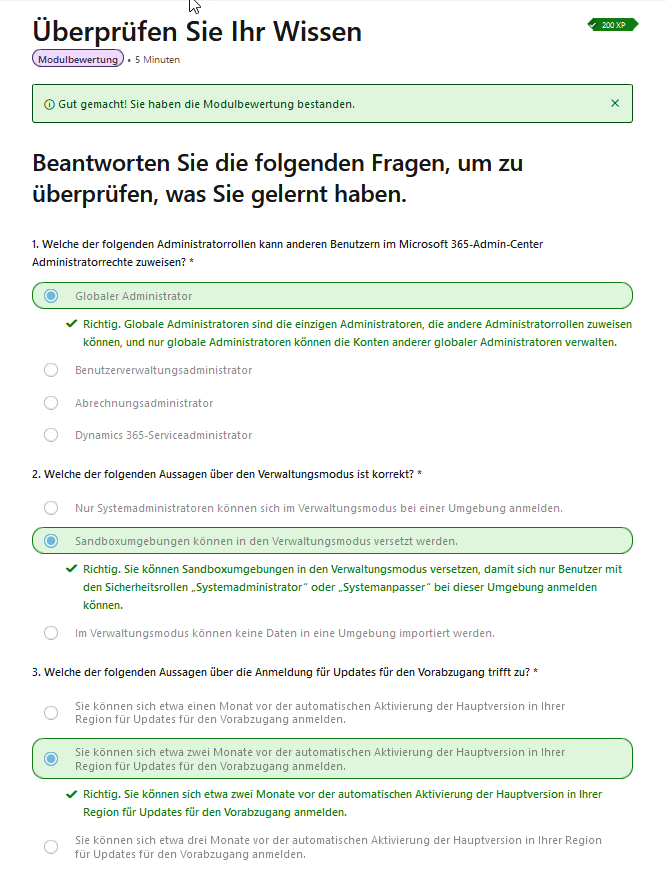 Überprüfen Sie Ihr Wissen
200 XP
Modulbewertung • 5 Minuten
Gut gemacht! Sie haben die Modulbewertung bestanden.
Beantworten Sie die folgenden Fragen, um zu
überprüfen, was Sie gelernt haben.
1. Welche der folgenden Administratorrollen kann anderen Benutzern im Microsoft 365-Admin-Center
Administratorrechte zuweisen? *
Globaler Administrator
Richtig. Globale Administratoren sind die einzigen Administratoren, die andere Administratorrollen zuweisen
können, und nur globale Administratoren können die Konten anderer globaler Administratoren verwalten.
Benutzerverwaltungsadministrator
Abrechnungsadministrator
Dynamics 365-Serviceadministrator
2. Welche der folgenden Aussagen über den Verwaltungsmodus ist korrekt? *
Nur Systemadministratoren können sich im Verwaltungsmodus bei einer Umgebung anmelden.
Sandboxumgebungen können in den Verwaltungsmodus versetzt werden.
Richtig. Sie können Sandboxumgebungen in den Verwaltungsmodus versetzen, damit sich nur Benutzer mit
den Sicherheitsrollen „Systemadministrator“ oder „Systemanpasser“ bei dieser Umgebung anmelden
können.
Im Verwaltungsmodus können keine Daten in eine Umgebung importiert werden.
3. Welche der folgenden Aussagen über die Anmeldung für Updates für den Vorabzugang trifft zu? *
Sie können sich etwa einen Monat vor der automatischen Aktivierung der Hauptversion in Ihrer
Region für Updates für den Vorabzugang anmelden.
Sie können sich etwa zwei Monate vor der automatischen Aktivierung der Hauptversion in Ihrer
Region für Updates für den Vorabzugang anmelden.
Richtig. Sie können sich etwa zwei Monate vor der automatischen Aktivierung der Hauptversion in Ihrer
Region für Updates für den Vorabzugang anmelden.
Sie können sich etwa drei Monate vor der automatischen Aktivierung der Hauptversion in Ihrer Region
für Updates für den Vorabzugang anmelden.